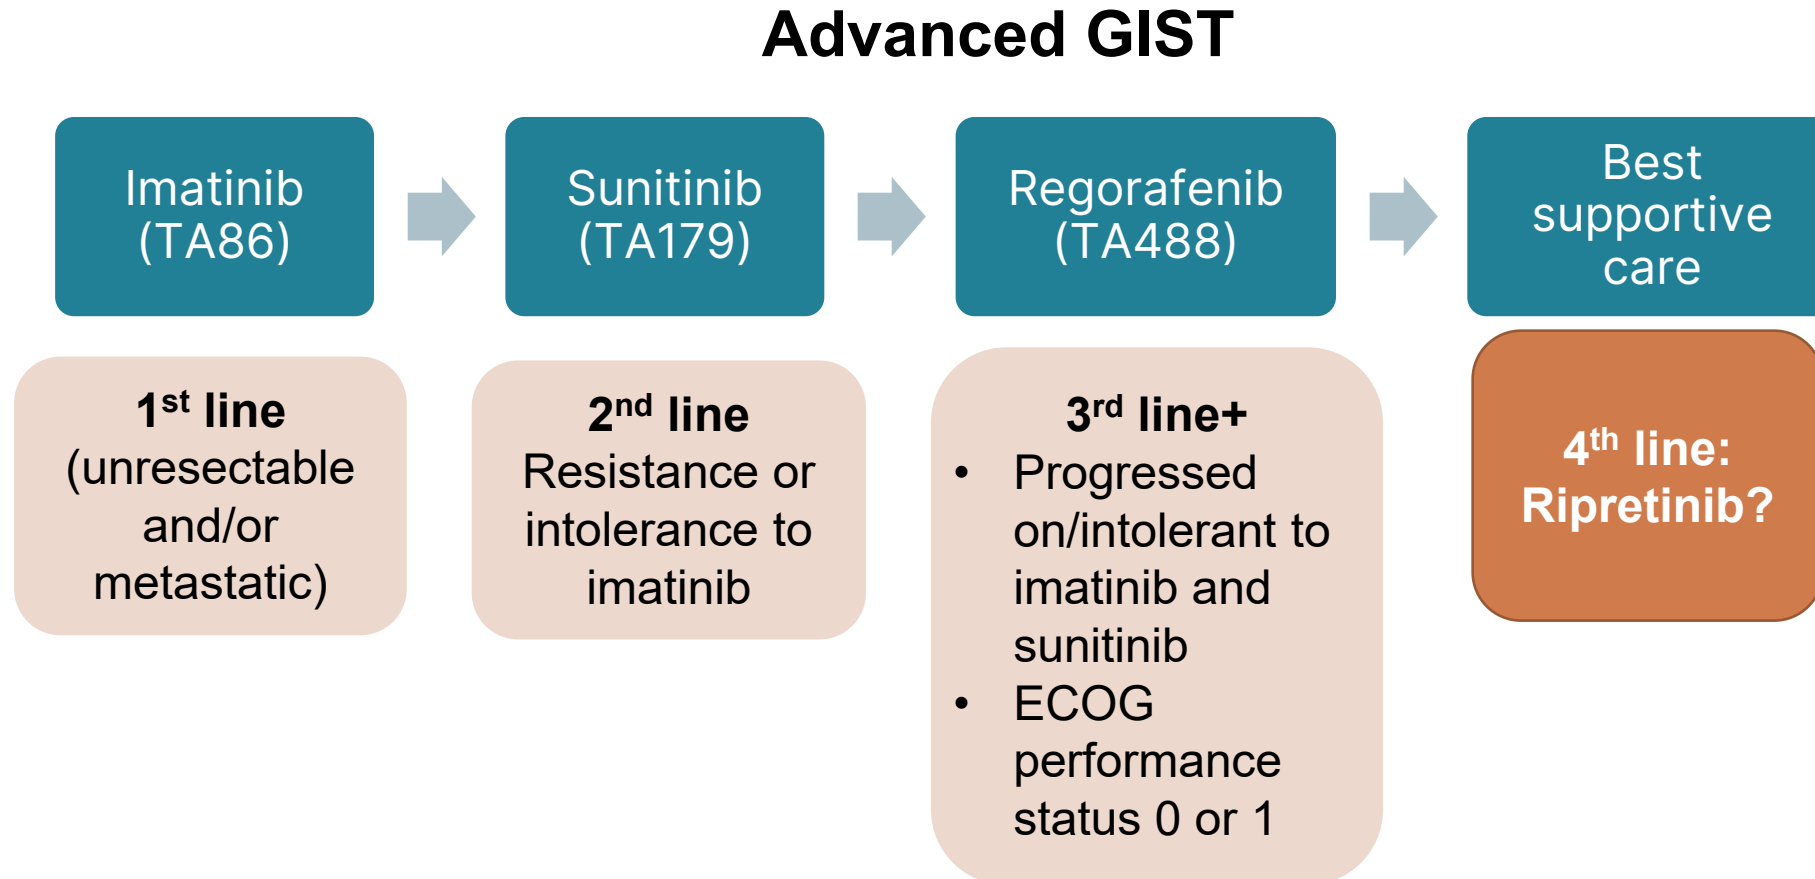 Advanced GIST
Imatinib
(TA86)
Sunitinib
(TA179)
Regorafenib
(TA488)
Best
supportive
care
1st line
(unresectable
and/or
metastatic)
2nd line
Resistance or
intolerance to
imatinib
3rd line+
• Progressed
on/intolerant to
imatinib and
sunitinib
• ECOG
performance
status 0 or 1
4th line:
Ripretinib?